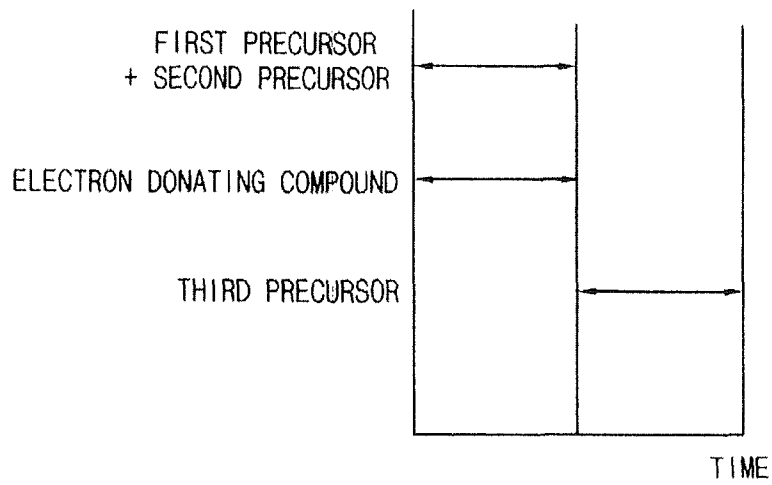 FIRST PRECURSOR
+ SECOND PRECURSOR
ELECTRON DONATING COMPOUND
THIRD PRECURSOR
TIME